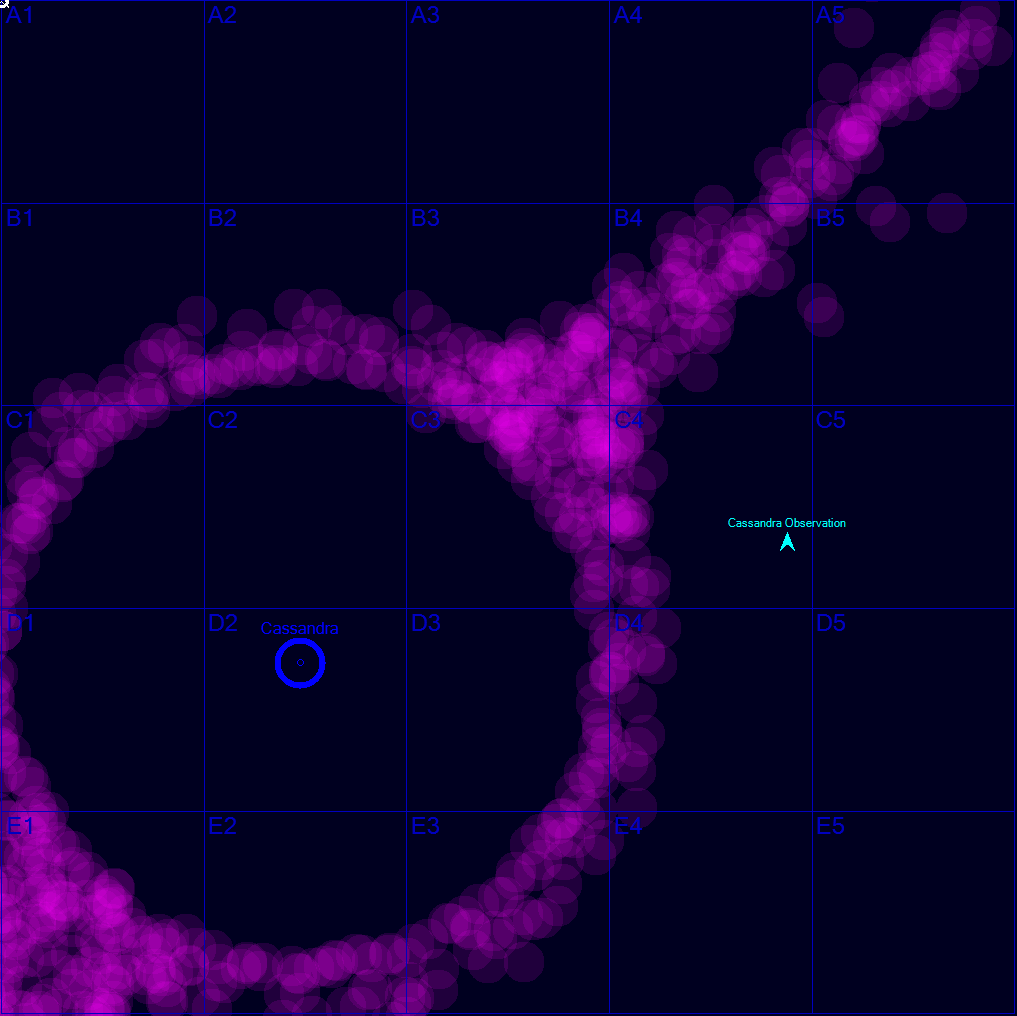 A1 A2 A3 A4 A5
B1 B2 B3 B4 B5
C1 C2 C3 C4 C5
Cassandra Observation
D1 D2 D3 D4 D5
Cassandra
E1 E2 E3 E4 E5